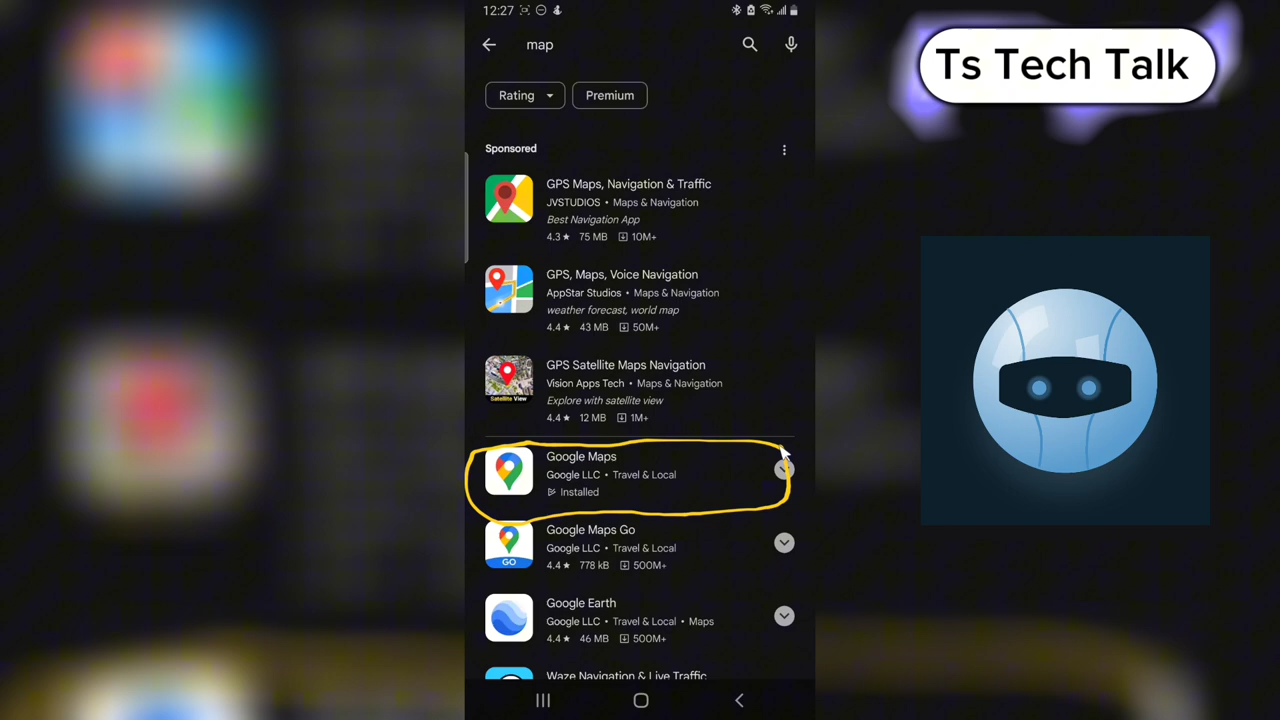 12:27
map
Rating
Premium
Sponsored
GPS Maps, Navigation & Traffic
JVSTUDIOS • Maps & Navigation
Best Navigation App
4.3★ 75 MB 10M+
GPS, Maps, Voice Navigation
AppStar Studios • Maps & Navigation
weather forecast, world map
4.4★ 43 MB 50M+
Satellite View
GPS Satellite Maps Navigation
Vision Apps Tech • Maps & Navigation
Explore with satellite view
4.4★ 12 MB 1M+
Google Maps
Google LLC • Travel & Local
Installed
GO
Google Maps Go
Google LLC • Travel & Local
4.4★ 778 kB 500M+
Google Earth
Google LLC • Travel & Local • Maps
4.4★ 46 MB 500M+
Waze Navigation & Live Traffic
Ts Tech Talk